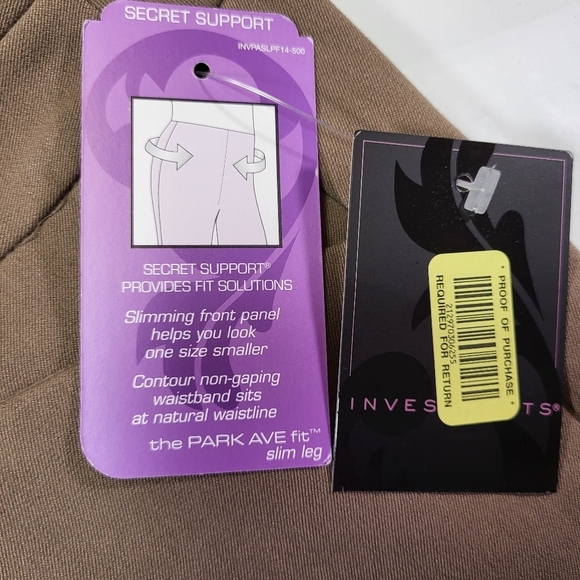 SECRET SUPPORT
INVPASLPF14-500
SECRET SUPPORT®
PROVIDES FIT SOLUTIONS
Slimming front panel
helps you look
one size smaller
Contour non-gaping
waistband sits
at natural waistline
the PARK AVE fit™
slim leg
* PROOF OF PURCHASE *
212970306255
REQUIRED FOR RETURN
INVES TS®